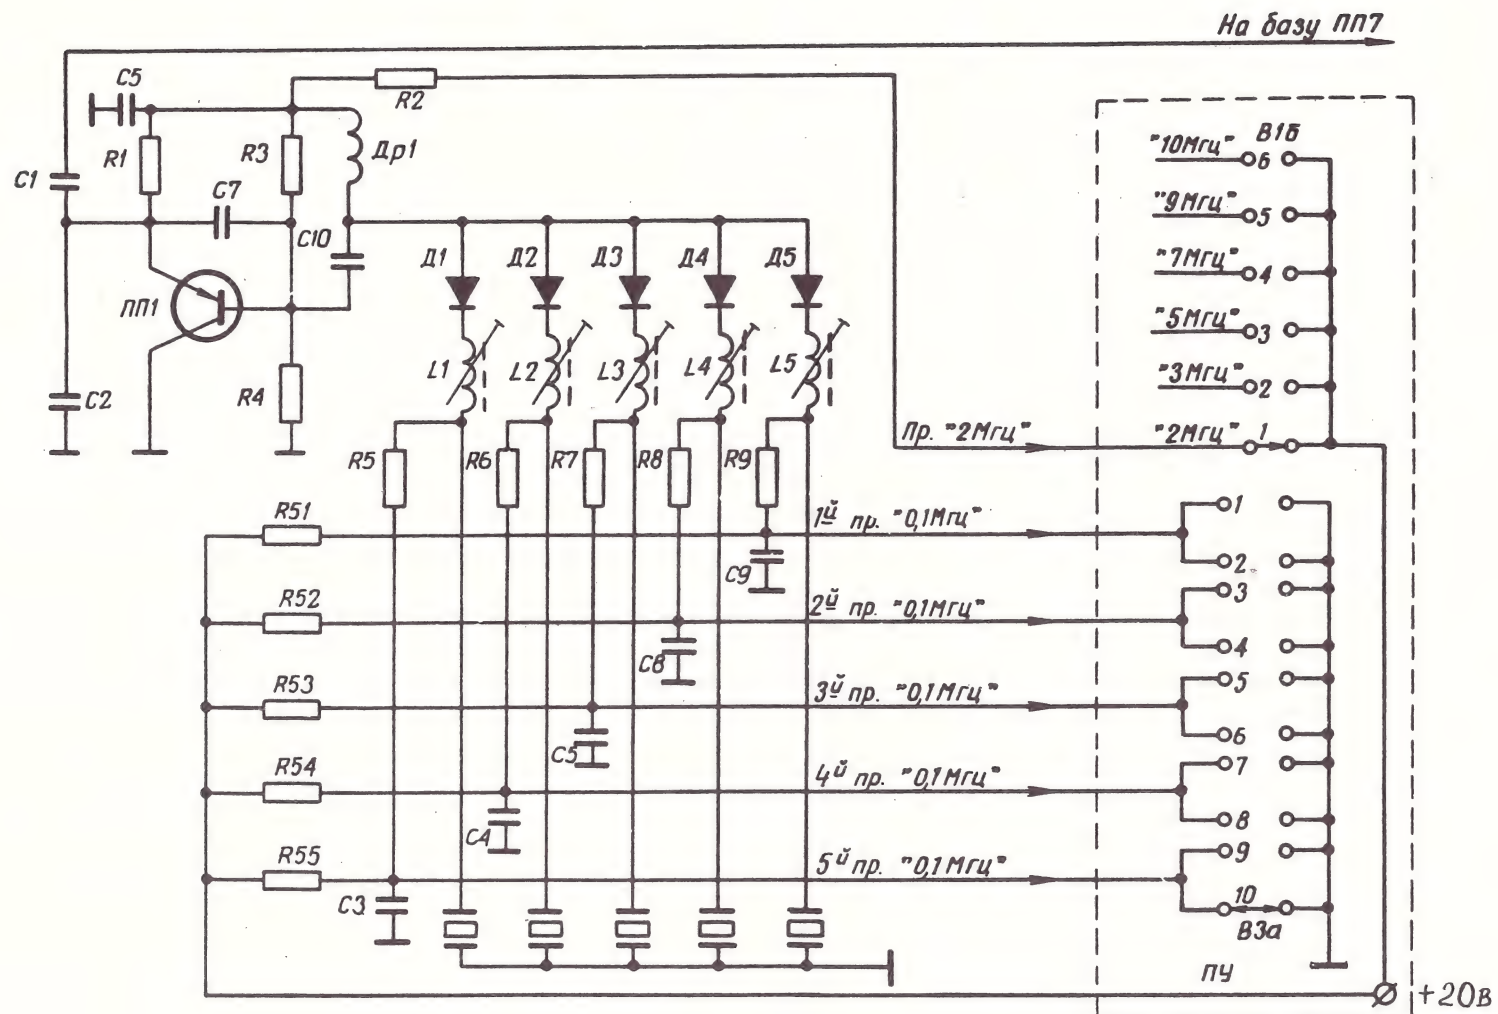 На базу ПП7
C5
R2
R1
R3
Др1
C1
C7
C10
"10Мгц"
В1б
6
"9Мгц"
5
"7Мгц"
4
"5Мгц"
3
"3Мгц"
2
Пр. "2Мгц"
"2Мгц"
1
Д1
Д2
Д3
Д4
Д5
ПП1
L1
L2
L3
L4
L5
C2
R4
R5
R6
R7
R8
R9
R51
1й пр. "0,1Мгц"
1
C9
2
R52
2й пр. "0,1Мгц"
3
C8
4
R53
3й пр. "0,1Мгц"
5
C5
6
R54
4й пр. "0,1Мгц"
7
C4
8
R55
5й пр. "0,1Мгц"
9
C3
10
В3а
ПУ
+20в